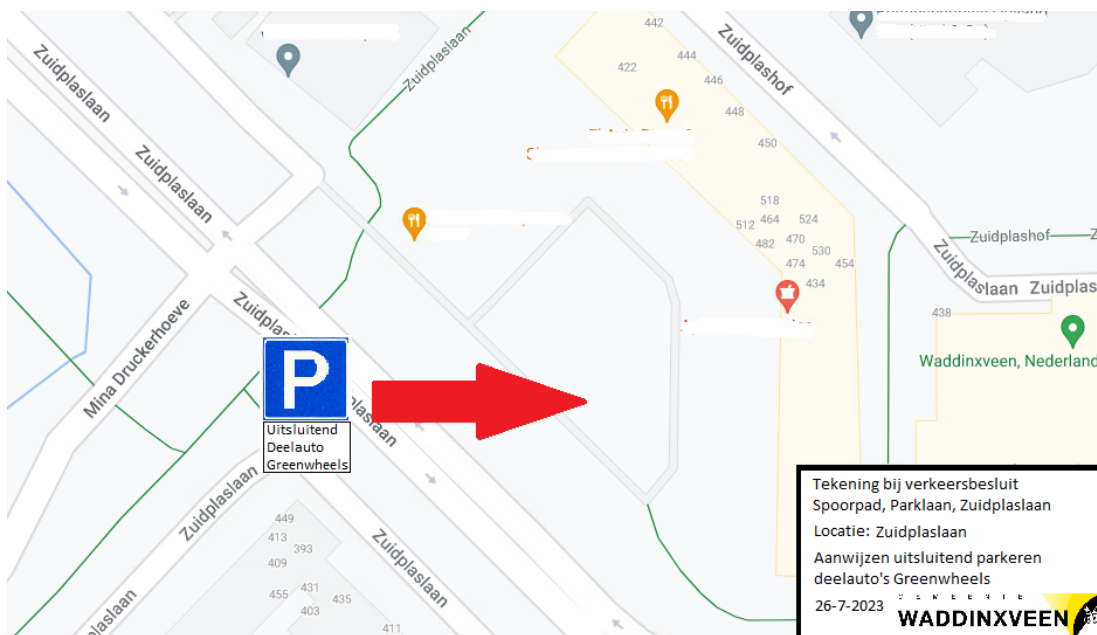 442
444
422
446
448
450
518
512 464 524
482 470 530
474 454
434
438
Zuidplaslaan
Zuidplaslaan
Zuidplaslaan
Zuidplashof
Zuidplashof
Zuidplaslaan Zuidplas
Waddinxveen, Nederland
Mina Druckerhoeve
P
Uitsluitend
Deelauto
Greenwheels
Zuidplaslaan
Zuidplaslaan
Zuidplaslaan
449
413
393
409
431
455
435
403
411
Tekening bij verkeersbesluit
Spoorpad, Parklaan, Zuidplaslaan
Locatie: Zuidplaslaan
Aanwijzen uitsluitend parkeren
deelauto's Greenwheels
26-7-2023
GEMEENTE
WADDINXVEEN